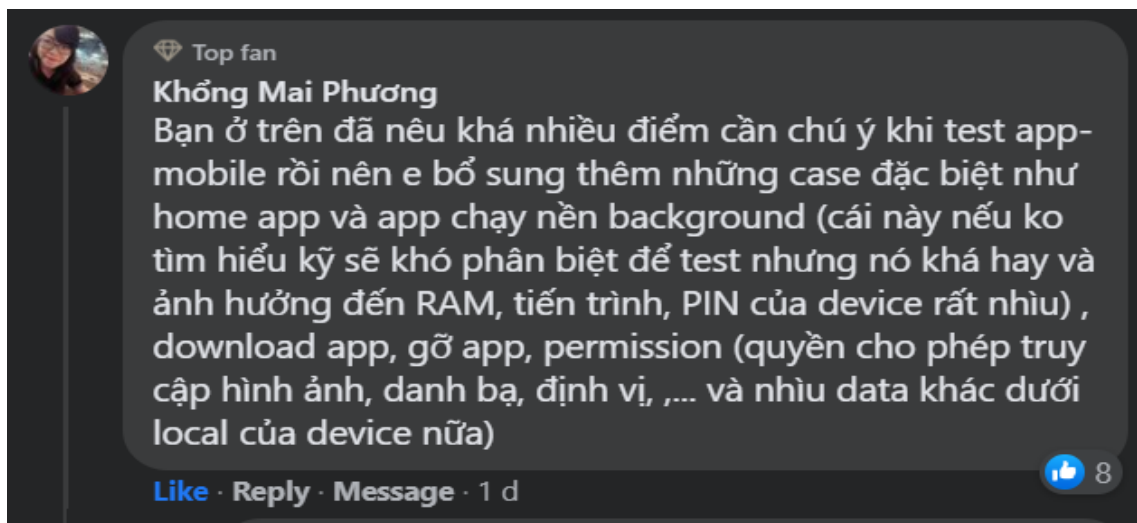 Top fan
Khổng Mai Phương
Bạn ở trên đã nêu khá nhiều điểm cần chú ý khi test app-
mobile rồi nên e bổ sung thêm những case đặc biệt như
home app và app chạy nền background (cái này nếu ko
tìm hiểu kỹ sẽ khó phân biệt để test nhưng nó khá hay và
ảnh hưởng đến RAM, tiến trình, PIN của device rất nhìu) ,
download app, gỡ app, permission (quyền cho phép truy
cập hình ảnh, danh bạ, định vị, ,... và nhìu data khác dưới
local của device nữa)
8
Like · Reply · Message · 1 d